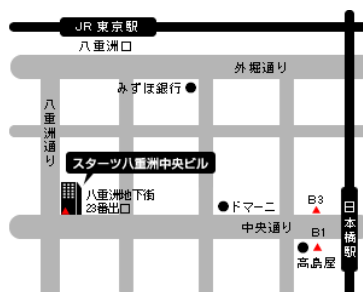 JR 東京駅
八重洲口
外堀通り
みずほ銀行
八重洲通り
スターツ八重洲中央ビル
八重洲地下街
23番出口
ドマーニ
B3
中央通り
B1
高島屋
日本橋駅